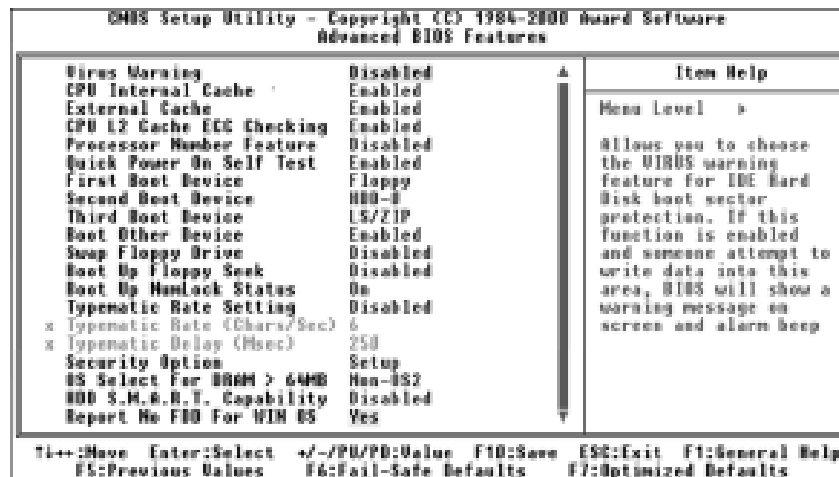 CMOS Setup Utility - Copyright (C) 1984-2000 Award Software
Advanced BIOS Features
Virus Warning Disabled
CPU Internal Cache Enabled
External Cache Enabled
CPU L2 Cache ECC Checking Enabled
Processor Number Feature Disabled
Quick Power On Self Test Enabled
First Boot Device Floppy
Second Boot Device HDD-0
Third Boot Device LS/ZIP
Boot Other Device Enabled
Swap Floppy Drive Disabled
Boot Up Floppy Seek Disabled
Boot Up NumLock Status On
Typematic Rate Setting Disabled
x Typematic Rate (Chars/Sec) 6
x Typematic Delay (Msec) 250
Security Option Setup
OS Select For DRAM > 64MB Non-OS2
HDD S.M.A.R.T. Capability Disabled
Report No FDD For WIN OS Yes
Item Help
Menu Level
Allows you to choose
the VIRUS warning
feature for IDE Hard
Disk boot sector
protection. If this
function is enabled
and someone attempt to
write data into this
area, BIOS will show a
warning message on
screen and alarm beep
:Move Enter:Select +/-/PU/PD:Value F10:Save ESC:Exit F1:General Help
F5:Previous Values F6:Fail-Safe Defaults F7:Optimized Defaults